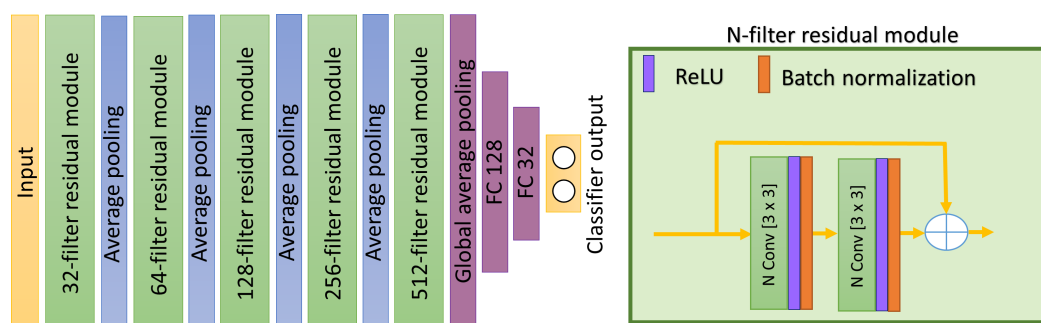 Input
32-filter residual module
Average pooling
64-filter residual module
Average pooling
128-filter residual module
Average pooling
256-filter residual module
Average pooling
512-filter residual module
Global average pooling
FC 128
FC 32
Classifier output
N-filter residual module
ReLU
Batch normalization
N Conv [3 x 3]
N Conv [3 x 3]